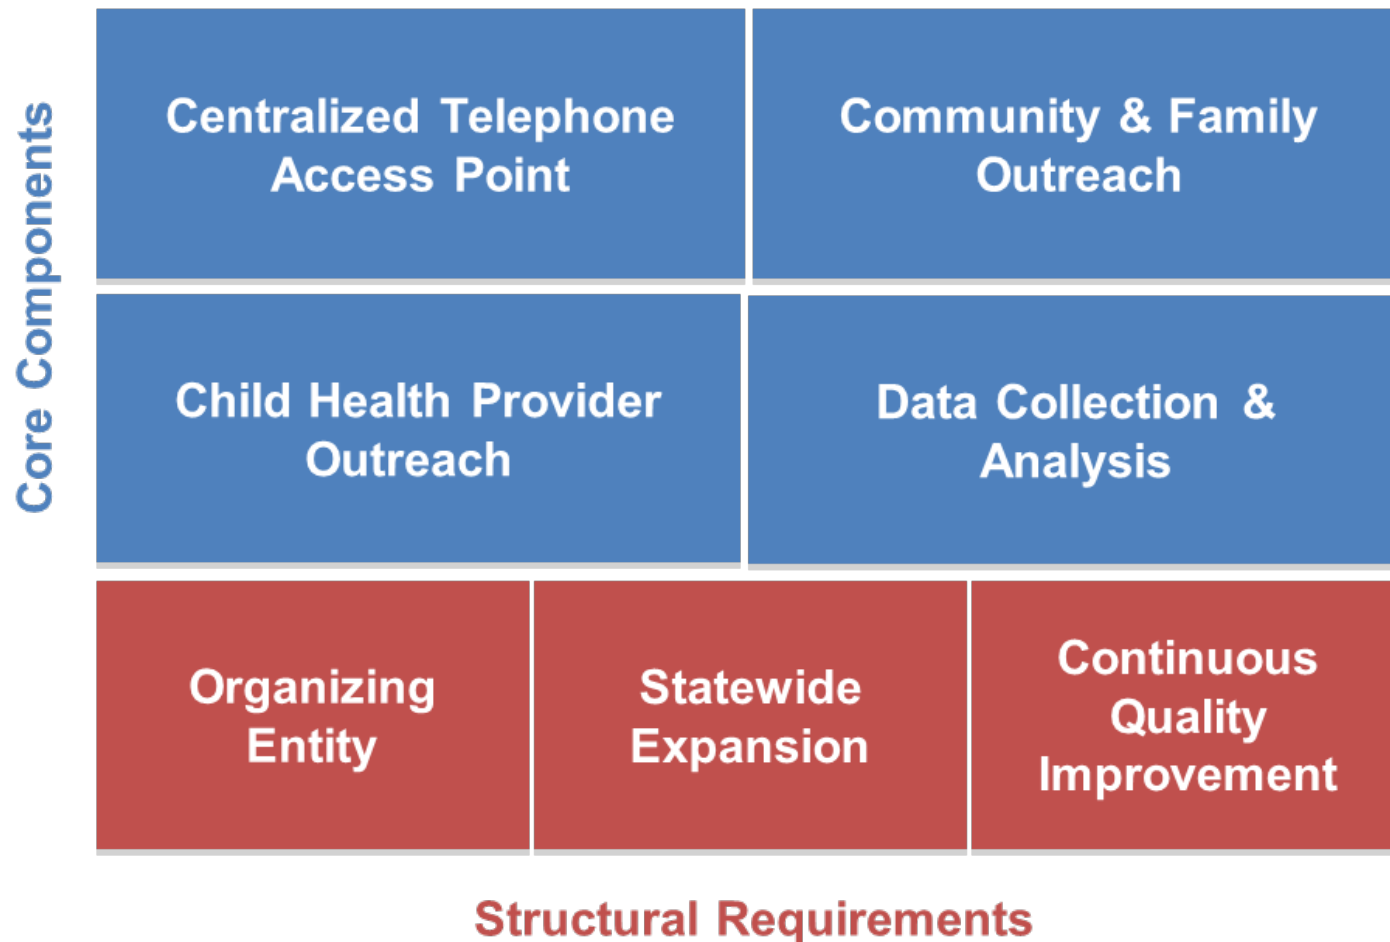 Core Components
Centralized Telephone
Access Point
Community & Family
Outreach
Child Health Provider
Outreach
Data Collection &
Analysis
Organizing
Entity
Statewide
Expansion
Continuous
Quality
Improvement
Structural Requirements